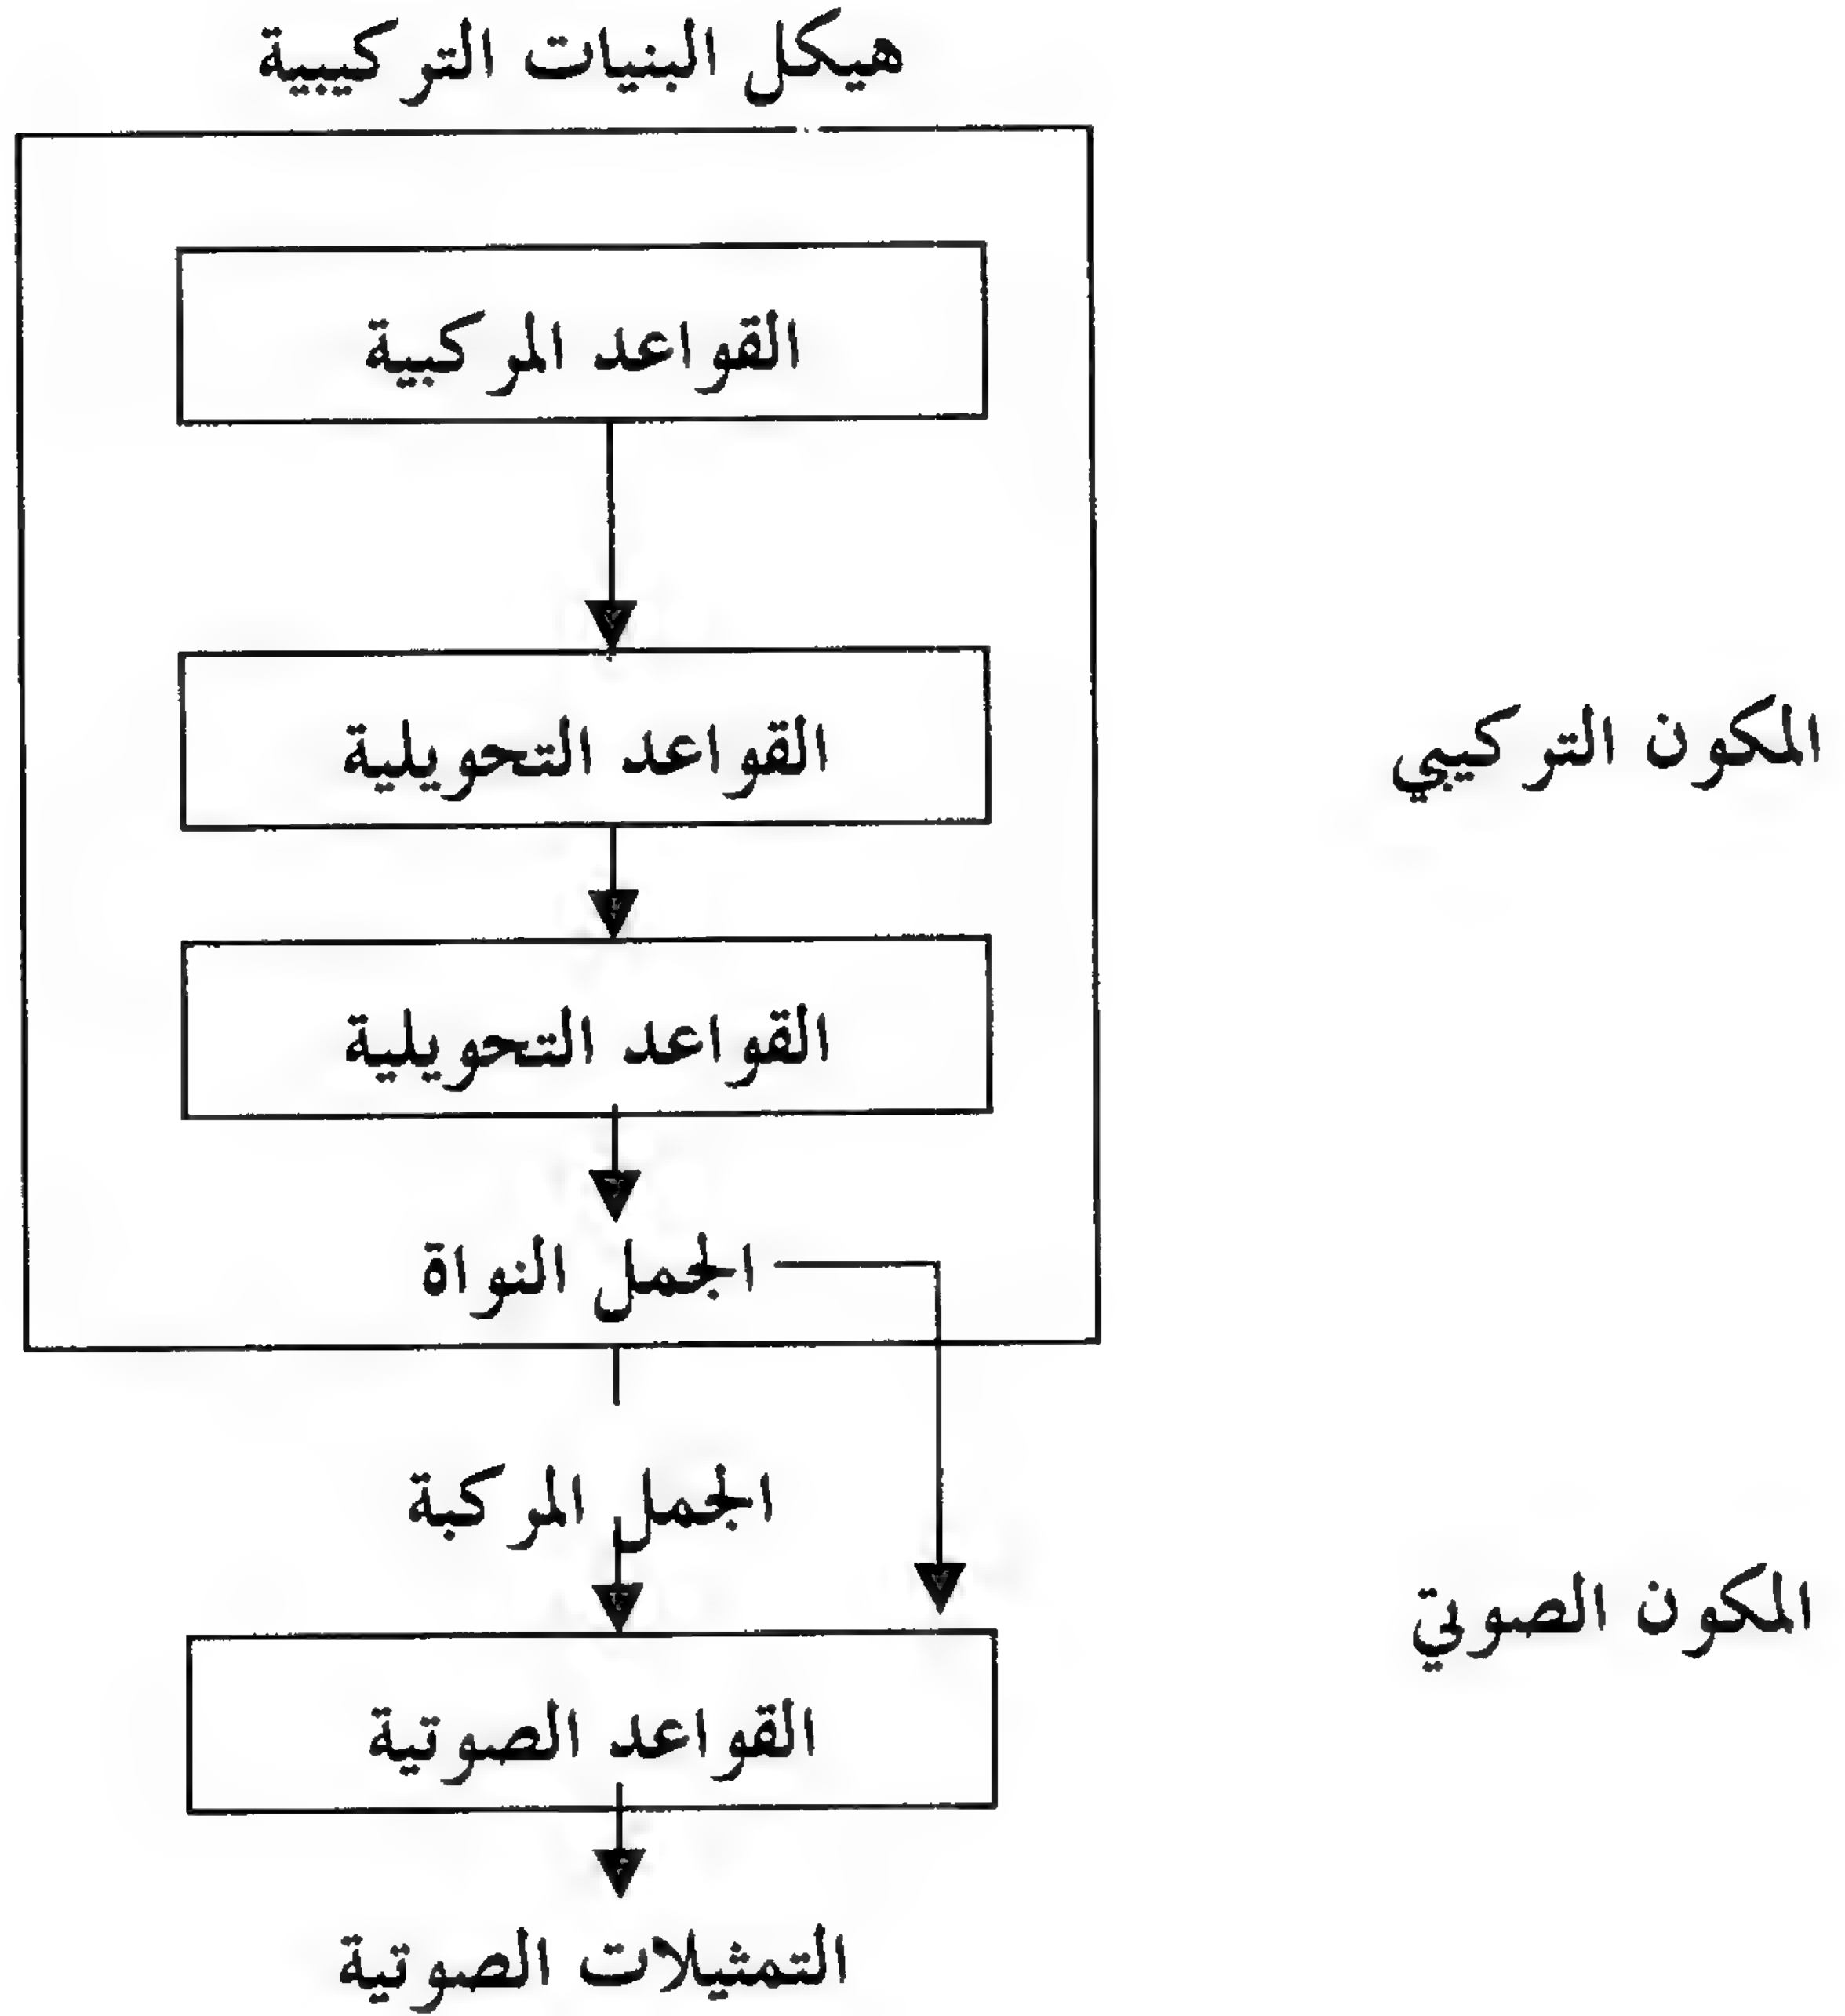 هيكل البنيات التركيبية
القواعد المركبية
القواعد التحويلية
المكون التركيبي
القواعد التحويلية
الجمل النواة
الجمل المركبة
المكون الصوتي
القواعد الصوتية
التمثيلات الصوتية